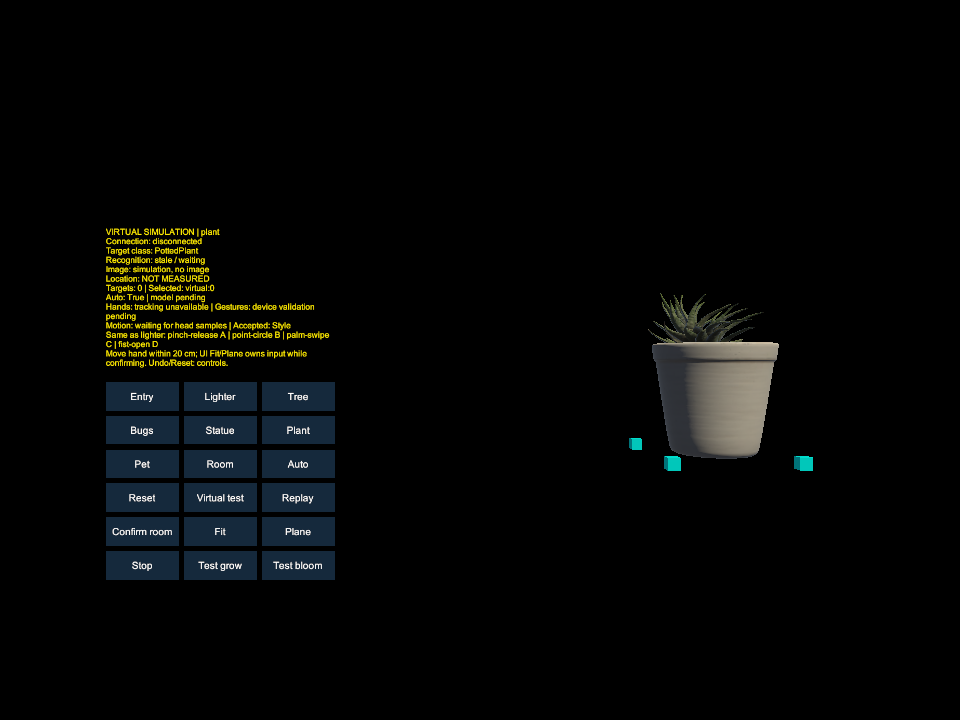 VIRTUAL SIMULATION | plant
Connection: disconnected
Target class: PottedPlant
Recognition: stale / waiting
Image: simulation, no image
Location: NOT MEASURED
Targets: 0 | Selected: virtual:0
Auto: True | model pending
Hands: tracking unavailable | Gestures: device validation
pending
Motion: waiting for head samples | Accepted: Style
Same as lighter: pinch-release A | point-circle B | palm-swipe
C | fist-open D
Move hand within 20 cm; UI Fit/Plane owns input while
confirming. Undo/Reset: controls.
Entry Lighter Tree
Bugs Statue Plant
Pet Room Auto
Reset Virtual test Replay
Confirm room Fit Plane
Stop Test grow Test bloom